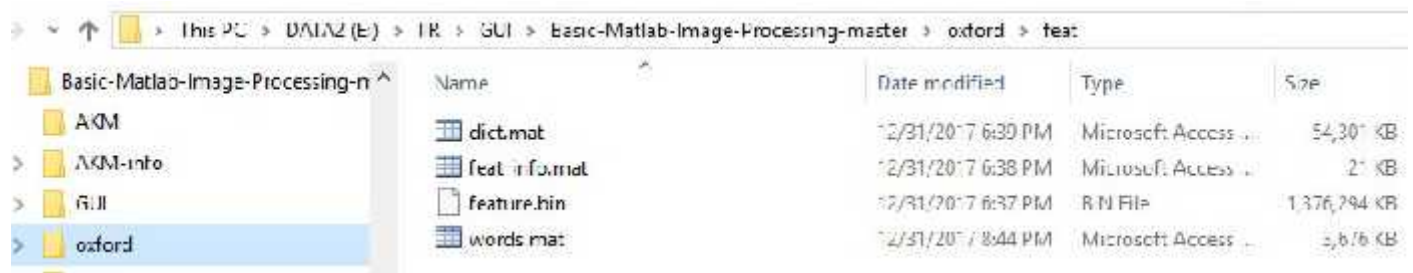 This PC > DATA2 (E:) > > GUI > Basic-Matlab-Image-Processing-master > oxford > feat
Basic-Matlab-Image-Processing-n
AKM
AKM-info
GUI
oxford
Name Date modified Type Size
dict.mat 12/31/2017 6:39 PM Microsoft Access ... 54,301 KB
feat info.mat 12/31/2017 6:38 PM Microsoft Access ... 21 KB
feature.bin 12/31/2017 6:37 PM BIN File 1,376,294 KB
words.mat 12/31/2017 8:44 PM Microsoft Access ... KB